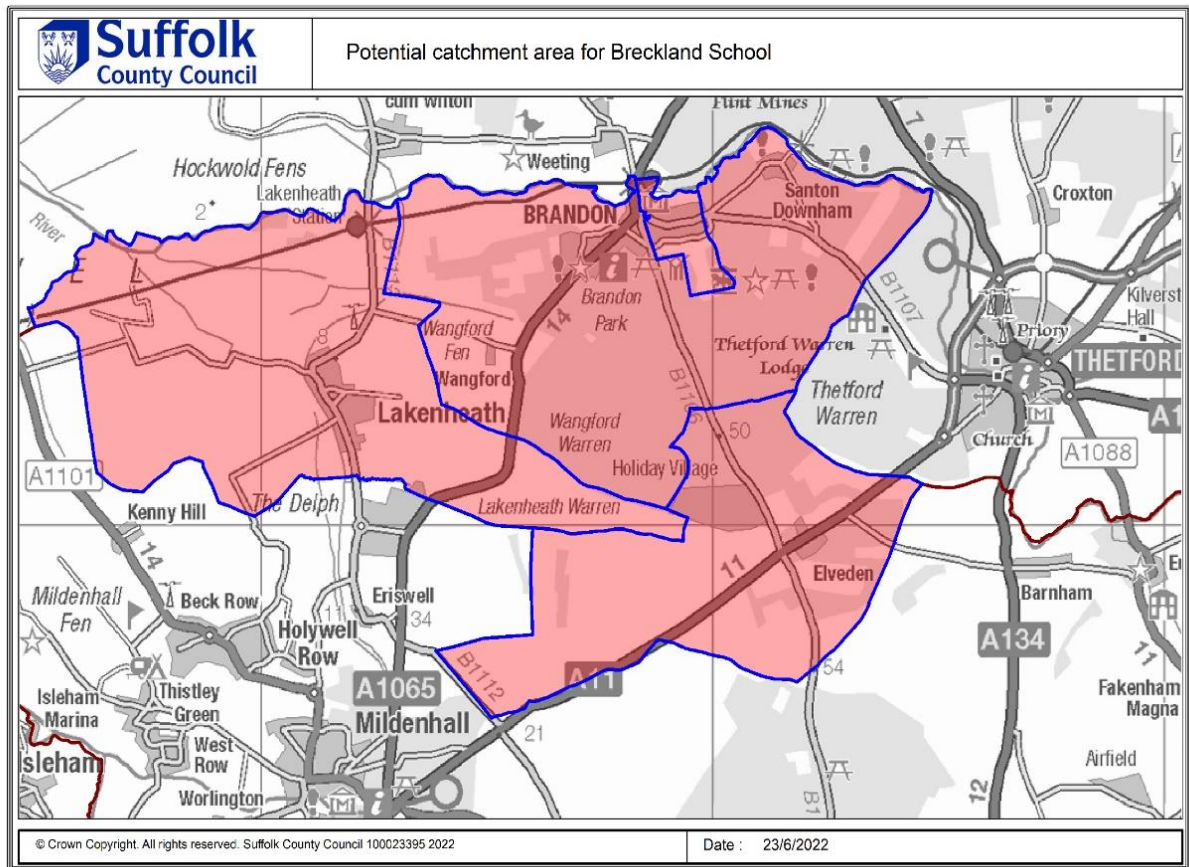 Suffolk
County Council
Potential catchment area for Breckland School
Flint Mines
Hockwold Fens
Weeting
Croxton
Lakenheath
Station
2
River
BRANDON
Santon
Downham
Brandon
Park
14
B1107
Kilverst
Hall
Priory
THETFORD
8
Wangford
Fen
Wangford
Thetford Warren
Lodge
Thetford
Warren
Lakenheath
Wangford
Warren
50
Church
A1088
A1101
Holiday Village
Kenny Hill
The Delph
Lakenheath Warren
14
11
Elveden
Barnham
Mildenhall
Fen
Beck Row
Eriswell
34
Holywell
Row
A134
B1112
54
11
Isleham
Marina
Thistley
Green
A1065
A11
Fakenham
Magna
Mildenhall
21
West
Row
sleham
Airfield
Worlington
12
© Crown Copyright. All rights reserved. Suffolk County Council 100023395 2022
Date : 23/6/2022